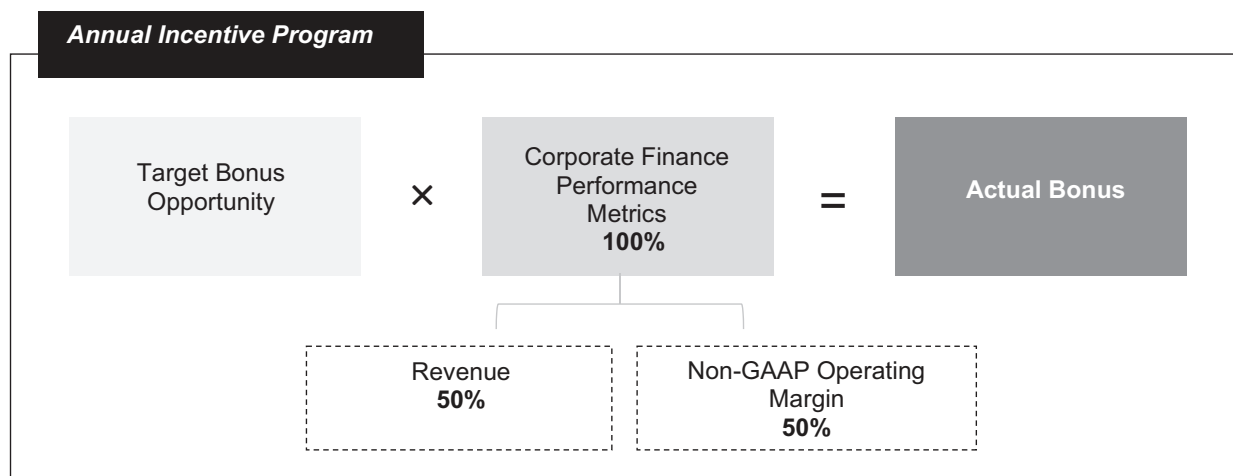 Annual Incentive Program
Target Bonus
Opportunity
×
Corporate Finance
Performance
Metrics
100%
=
Actual Bonus
Revenue
50%
Non-GAAP Operating
Margin
50%